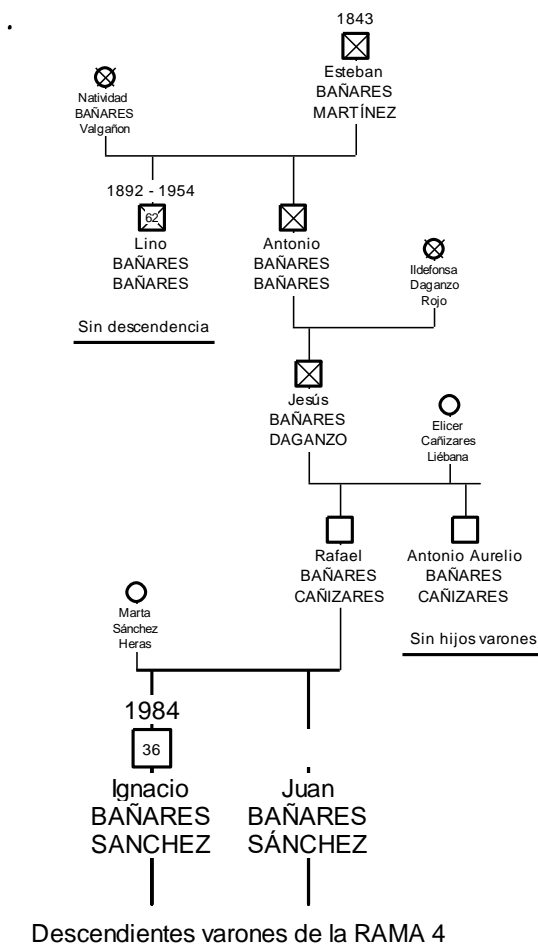 1843
Esteban
BAÑARES
MARTÍNEZ
Natividad
BAÑARES
Valgañon
1892 - 1954
62
Lino
BAÑARES
BAÑARES
Antonio
BAÑARES
BAÑARES
Ildefonsa
Daganzo
Rojo
Sin descendencia
Jesús
BAÑARES
DAGANZO
Elicer
Cañizares
Liébana
Rafael
BAÑARES
CAÑIZARES
Antonio Aurelio
BAÑARES
CAÑIZARES
Marta
Sánchez
Heras
Sin hijos varones
1984
36
Ignacio
BAÑARES
SANCHEZ
Juan
BAÑARES
SÁNCHEZ
Descendientes varones de la RAMA 4